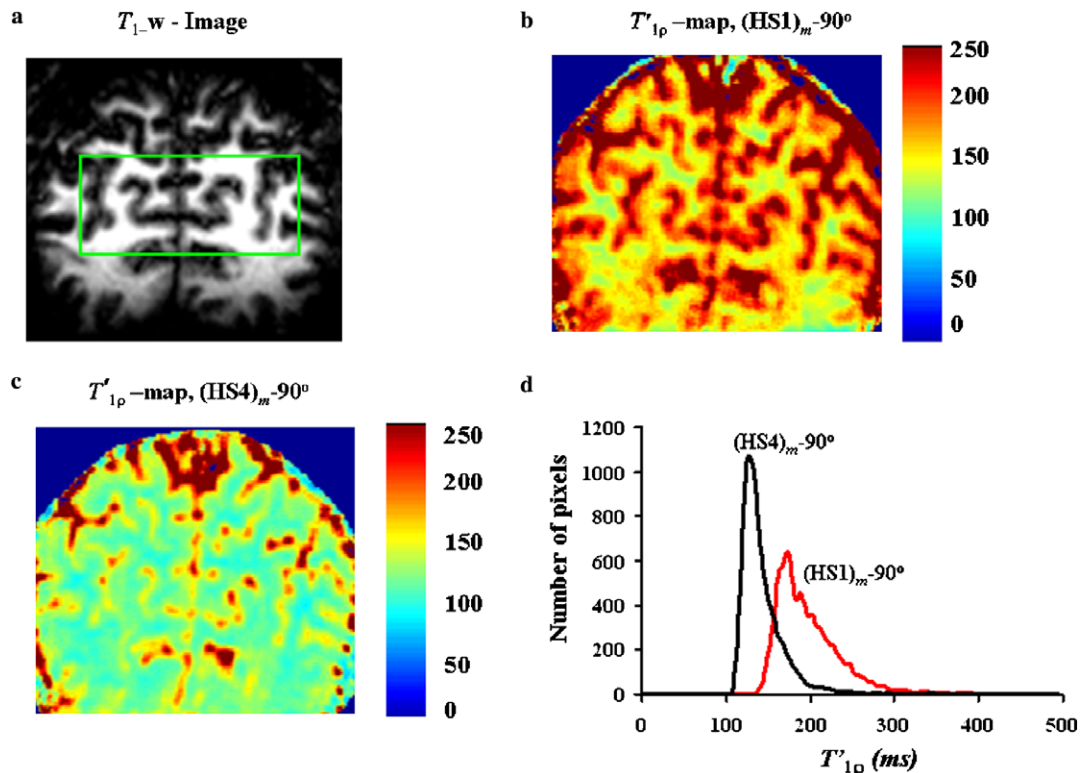 a
T₁₋w - Image
b
T'₁ρ –map, (HS1)ₘ-90°
250
200
150
100
50
0
c
T'₁ρ –map, (HS4)ₘ-90°
250
200
150
100
50
0
d
Number of pixels
1200
1000
800
600
400
200
0
(HS4)ₘ-90°
(HS1)ₘ-90°
0 100 200 300 400 500
T'₁ρ (ms)